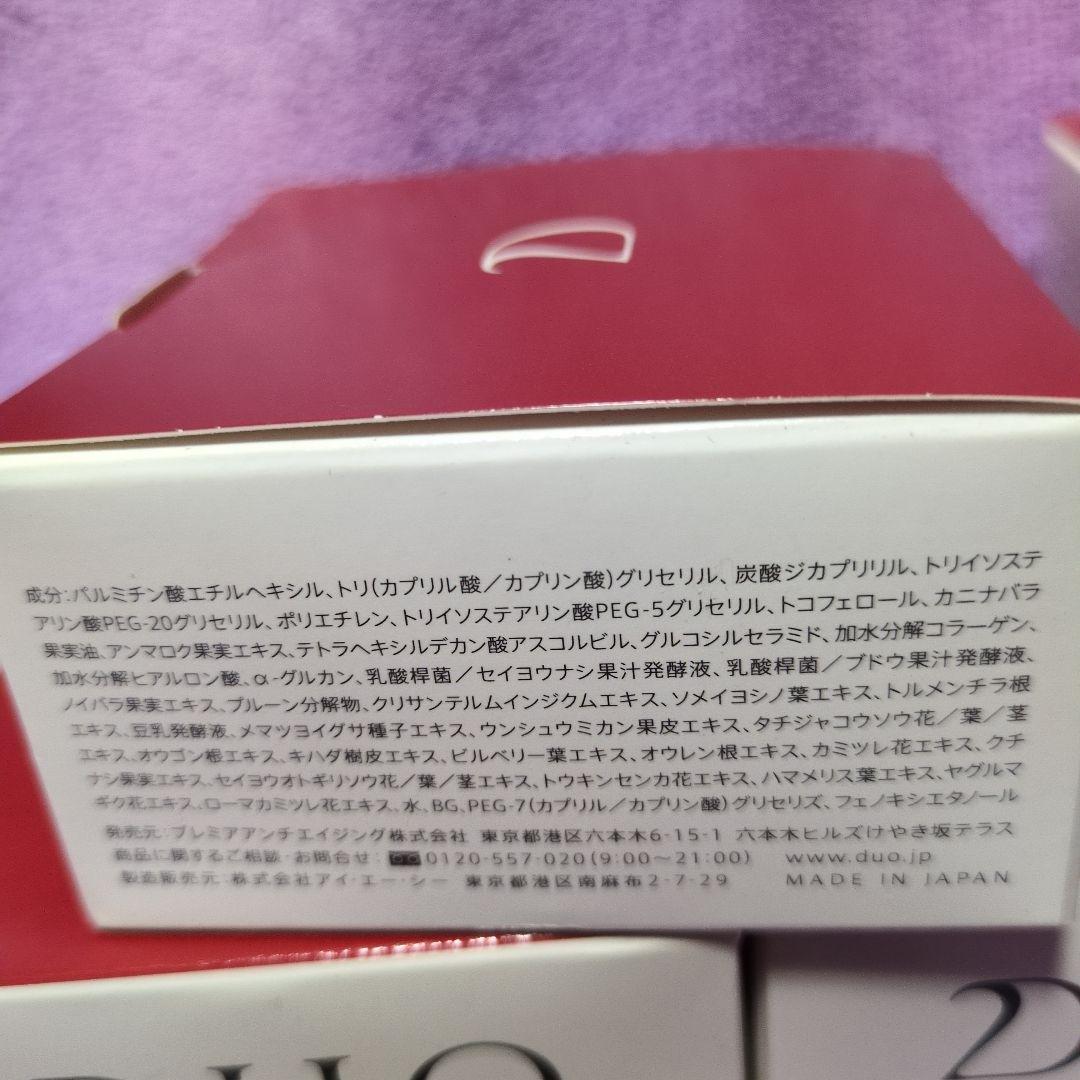 成分:パルミチン酸エチルヘキシル、トリ(カプリル酸／カプリン酸)グリセリル、炭酸ジカプリリル、トリイソステ
アリン酸PEG-20グリセリル、ポリエチレン、トリイソステアリン酸PEG-5グリセリル、トコフェロール、カニナバラ
果実油、アンマロク果実エキス、テトラヘキシルデカン酸アスコルビル、グルコシルセラミド、加水分解コラーゲン、
加水分解ヒアルロン酸、α-グルカン、乳酸桿菌／セイヨウナシ果汁発酵液、乳酸桿菌／ブドウ果汁発酵液、
ノイバラ果実エキス、プルーン分解物、クリサンテルムインジクムエキス、ソメイヨシノ葉エキス、トルメンチラ根
エキス、豆乳発酵液、メマツヨイグサ種子エキス、ウンシュウミカン果皮エキス、タチジャコウソウ花／葉／茎
エキス、オウゴン根エキス、キハダ樹皮エキス、ビルベリー葉エキス、オウレン根エキス、カミツレ花エキス、クチ
ナシ果実エキス、セイヨウオトギリソウ花／葉／茎エキス、トウキンセンカ花エキス、ハマメリス葉エキス、ヤグルマ
ギク花エキス、ローマカミツレ花エキス、水、BG、PEG-7(カプリル／カプリン酸)グリセリズ、フェノキシエタノール
発売元:プレミアアンチエイジング株式会社 東京都港区六本木6-15-1 六本木ヒルズけやき坂テラス
商品に関するご相談・お問合せ: 0120-557-020(9:00～21:00) www.duo.jp
製造販売元:株式会社アイ・エー・シー 東京都港区南麻布2-7-29 MADE IN JAPAN
DUO
D